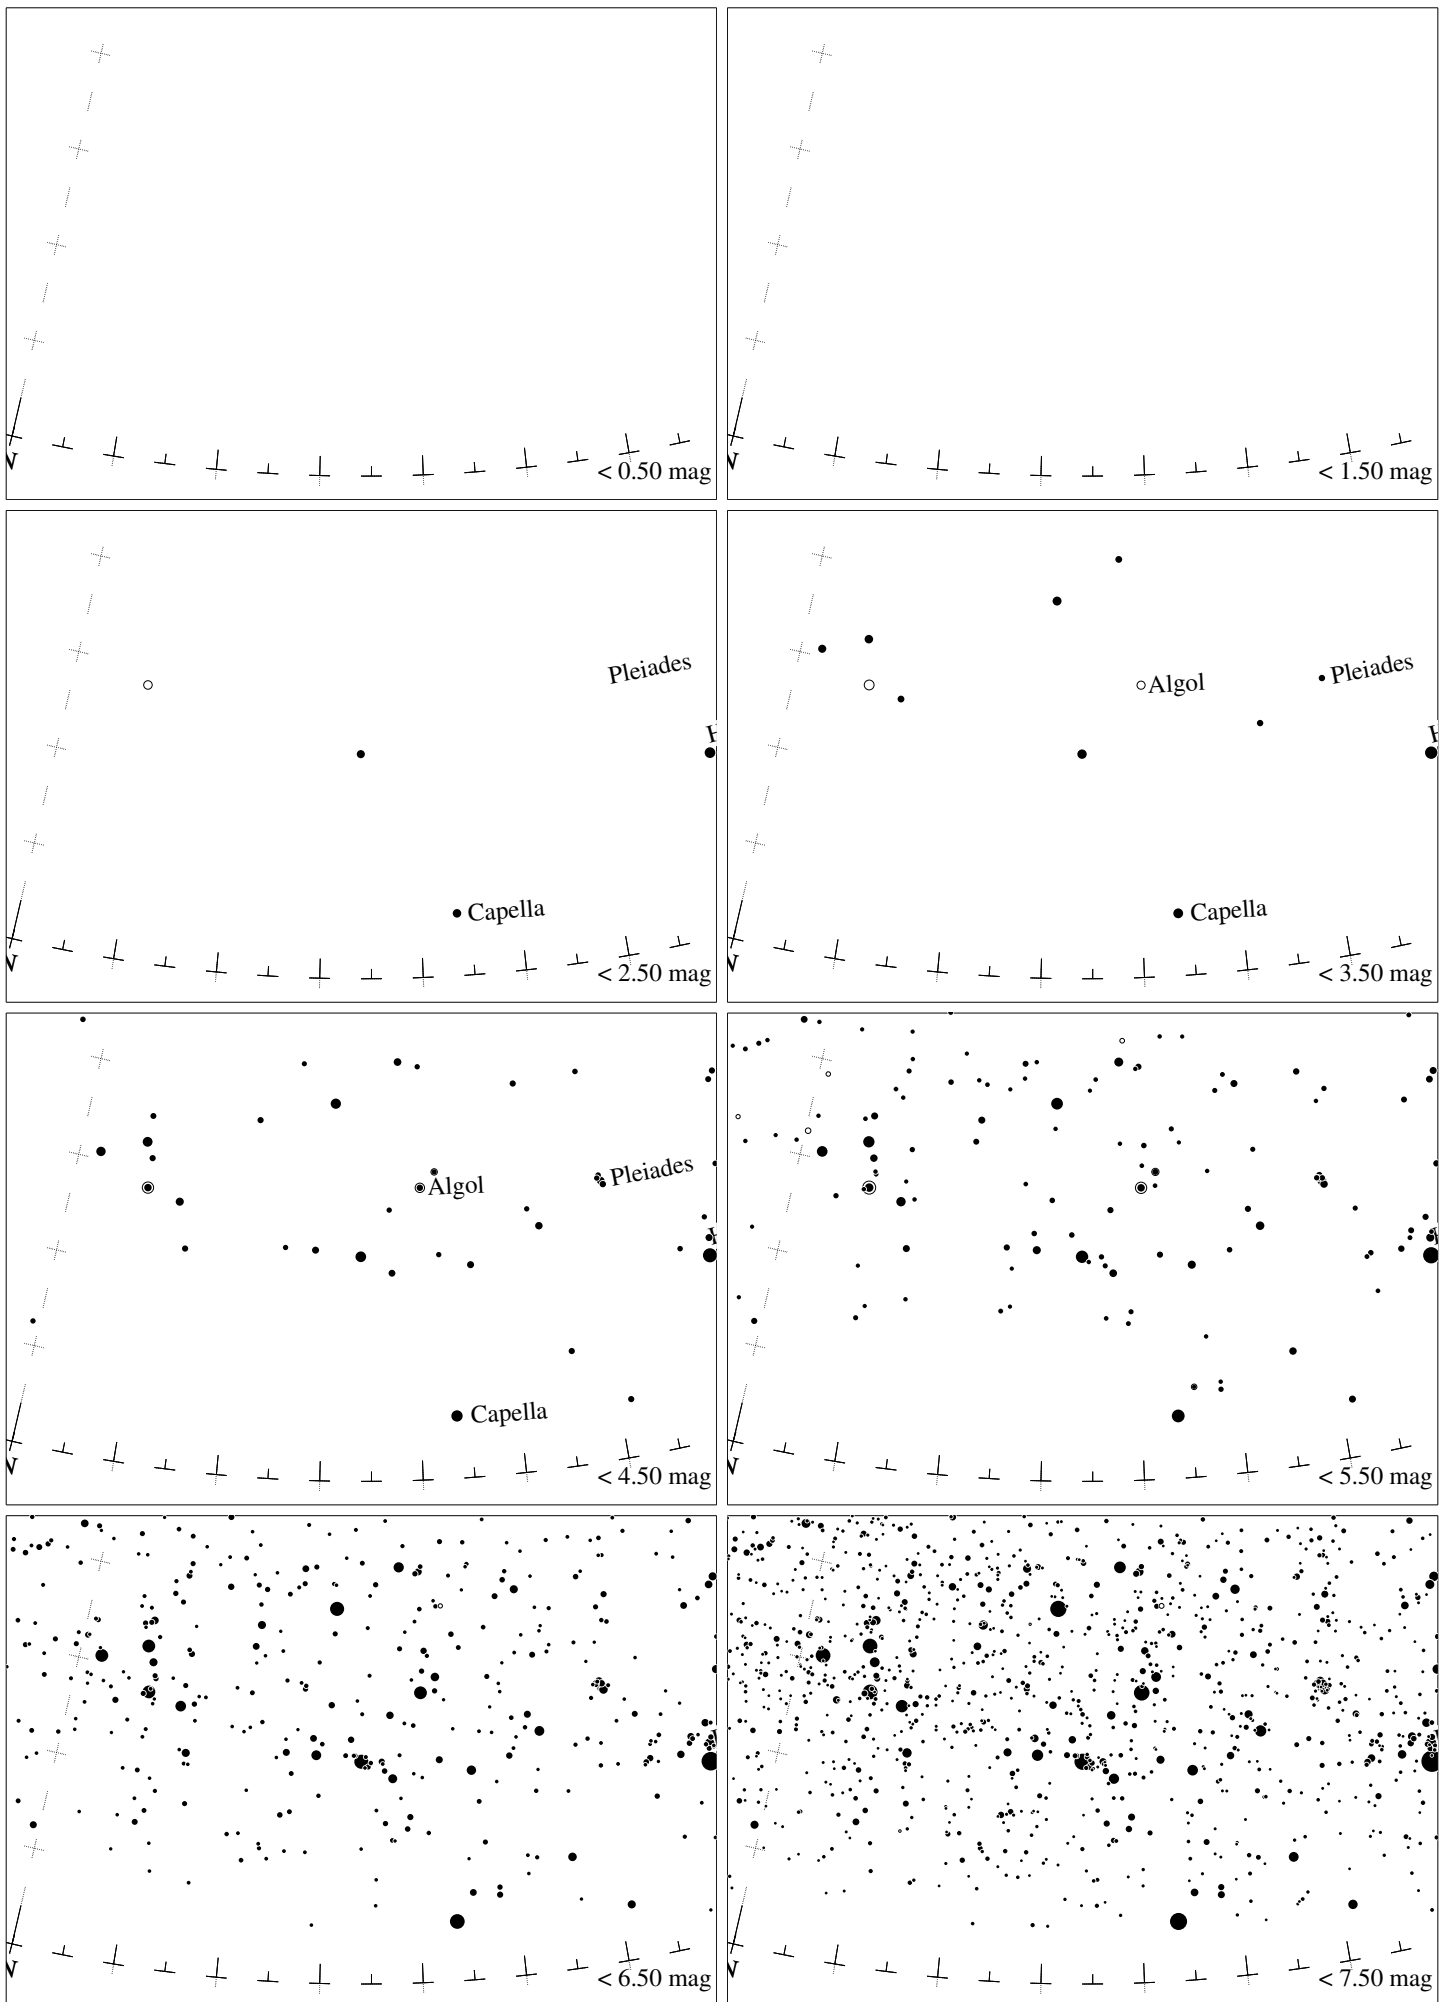 < 0.50 mag
< 1.50 mag
Pleiades
Capella
< 2.50 mag
Algol
Pleiades
Capella
< 3.50 mag
Algol
Pleiades
Capella
< 4.50 mag
< 5.50 mag
< 6.50 mag
< 7.50 mag